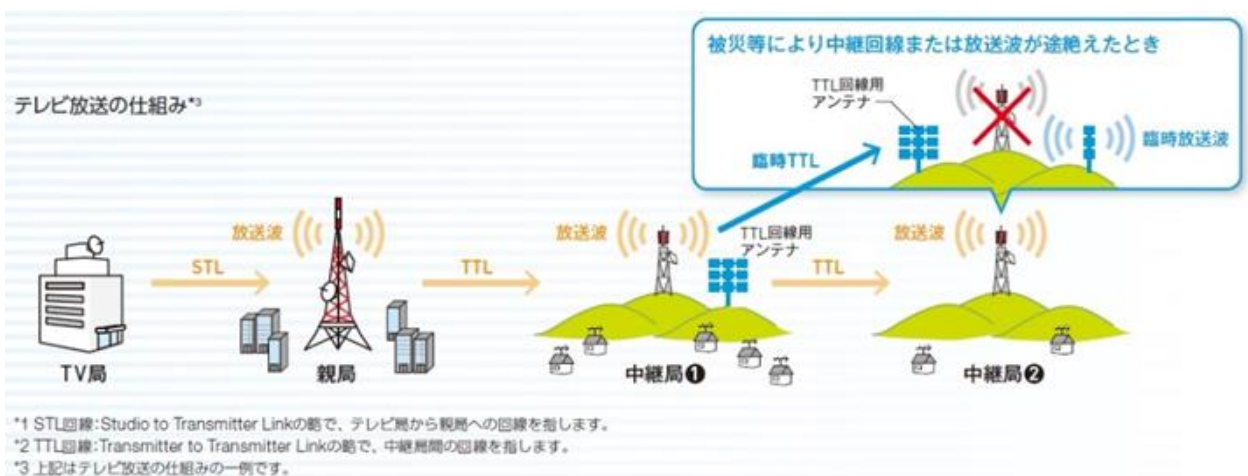 被災等により中継回線または放送波が途絶えたとき
TTL回線用
アンテナ
臨時放送波
臨時TTL
テレビ放送の仕組み*3
放送波
放送波
TTL回線用
アンテナ
放送波
STL
TTL
TTL
TV局
親局
中継局❶
中継局❷
*1 STL回線:Studio to Transmitter Linkの略で、テレビ局から親局への回線を指します。
*2 TTL回線:Transmitter to Transmitter Linkの略で、中継局間の回線を指します。
*3 上記はテレビ放送の仕組みの一例です。